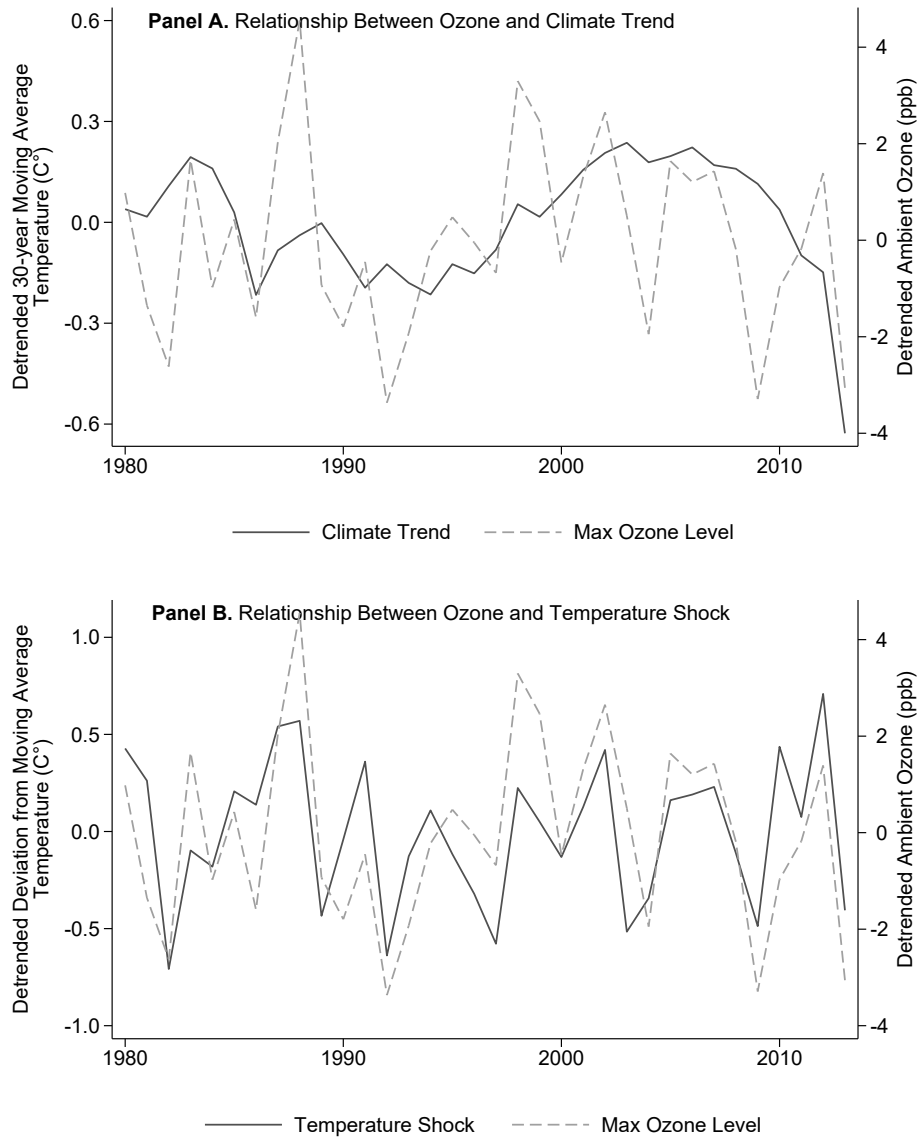 Panel A. Relationship Between Ozone and Climate Trend
Detrended 30-year Moving Average
Temperature (C°)
0.6
0.3
0.0
-0.3
-0.6
4
2
0
-2
-4
Detrended Ambient Ozone (ppb)
1980 1990 2000 2010
Climate Trend Max Ozone Level
Panel B. Relationship Between Ozone and Temperature Shock
Detrended Deviation from Moving Average
Temperature (C°)
1.0
0.5
0.0
-0.5
-1.0
4
2
0
-2
-4
Detrended Ambient Ozone (ppb)
1980 1990 2000 2010
Temperature Shock Max Ozone Level